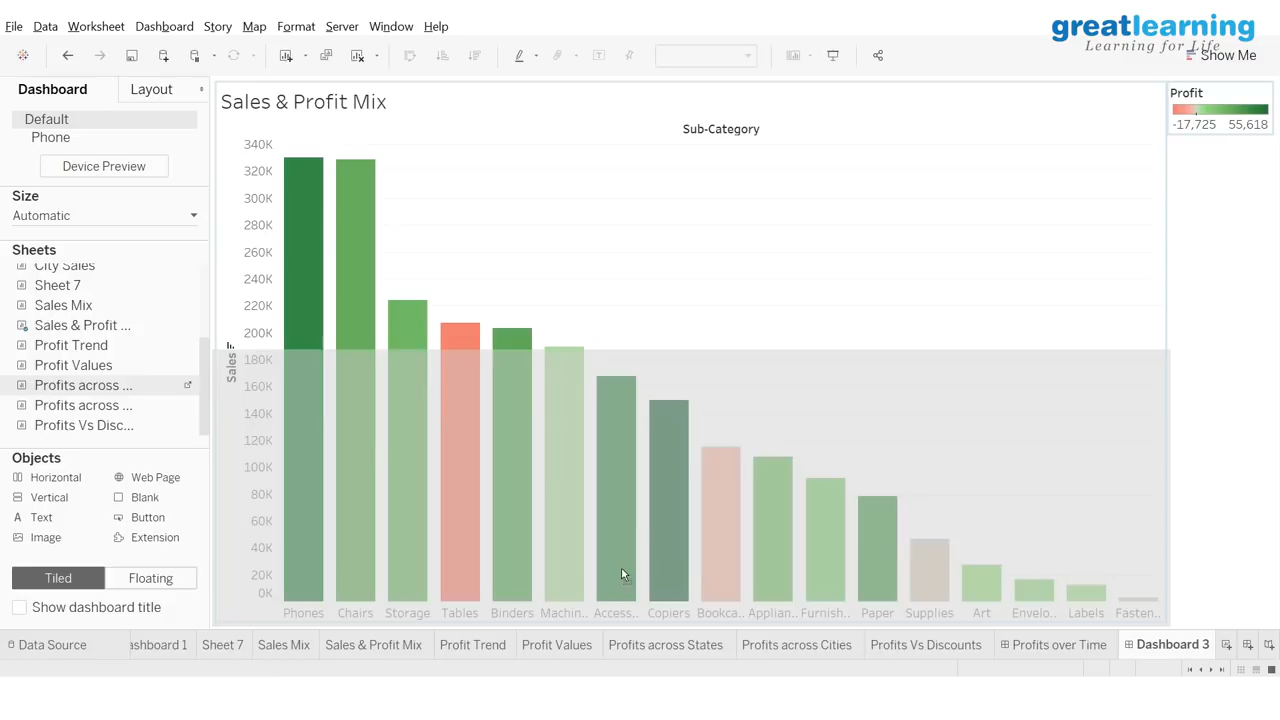 File Data Worksheet Dashboard Story Map Format Server Window Help
greatlearning
Learning for Life
Show Me
Dashboard Layout
Default
Phone
Device Preview
Size
Automatic
Sheets
City Sales
Sheet 7
Sales Mix
Sales & Profit ...
Profit Trend
Profit Values
Profits across ...
Profits across ...
Profits Vs Disc...
Objects
Horizontal Web Page
Vertical Blank
Text Button
Image Extension
Tiled Floating
Show dashboard title
Sales & Profit Mix
Sub-Category
340K
320K
300K
280K
260K
240K
220K
200K
180K
160K
140K
120K
100K
80K
60K
40K
20K
0K
Sales
Phones Chairs Storage Tables Binders Machin.. Access.. Copiers Bookca.. Applian.. Furnish.. Paper Supplies Art Envelo.. Labels Fasten..
Profit
-17,725 55,618
Data Source ashboard 1 Sheet 7 Sales Mix Sales & Profit Mix Profit Trend Profit Values Profits across States Profits across Cities Profits Vs Discounts Profits over Time Dashboard 3